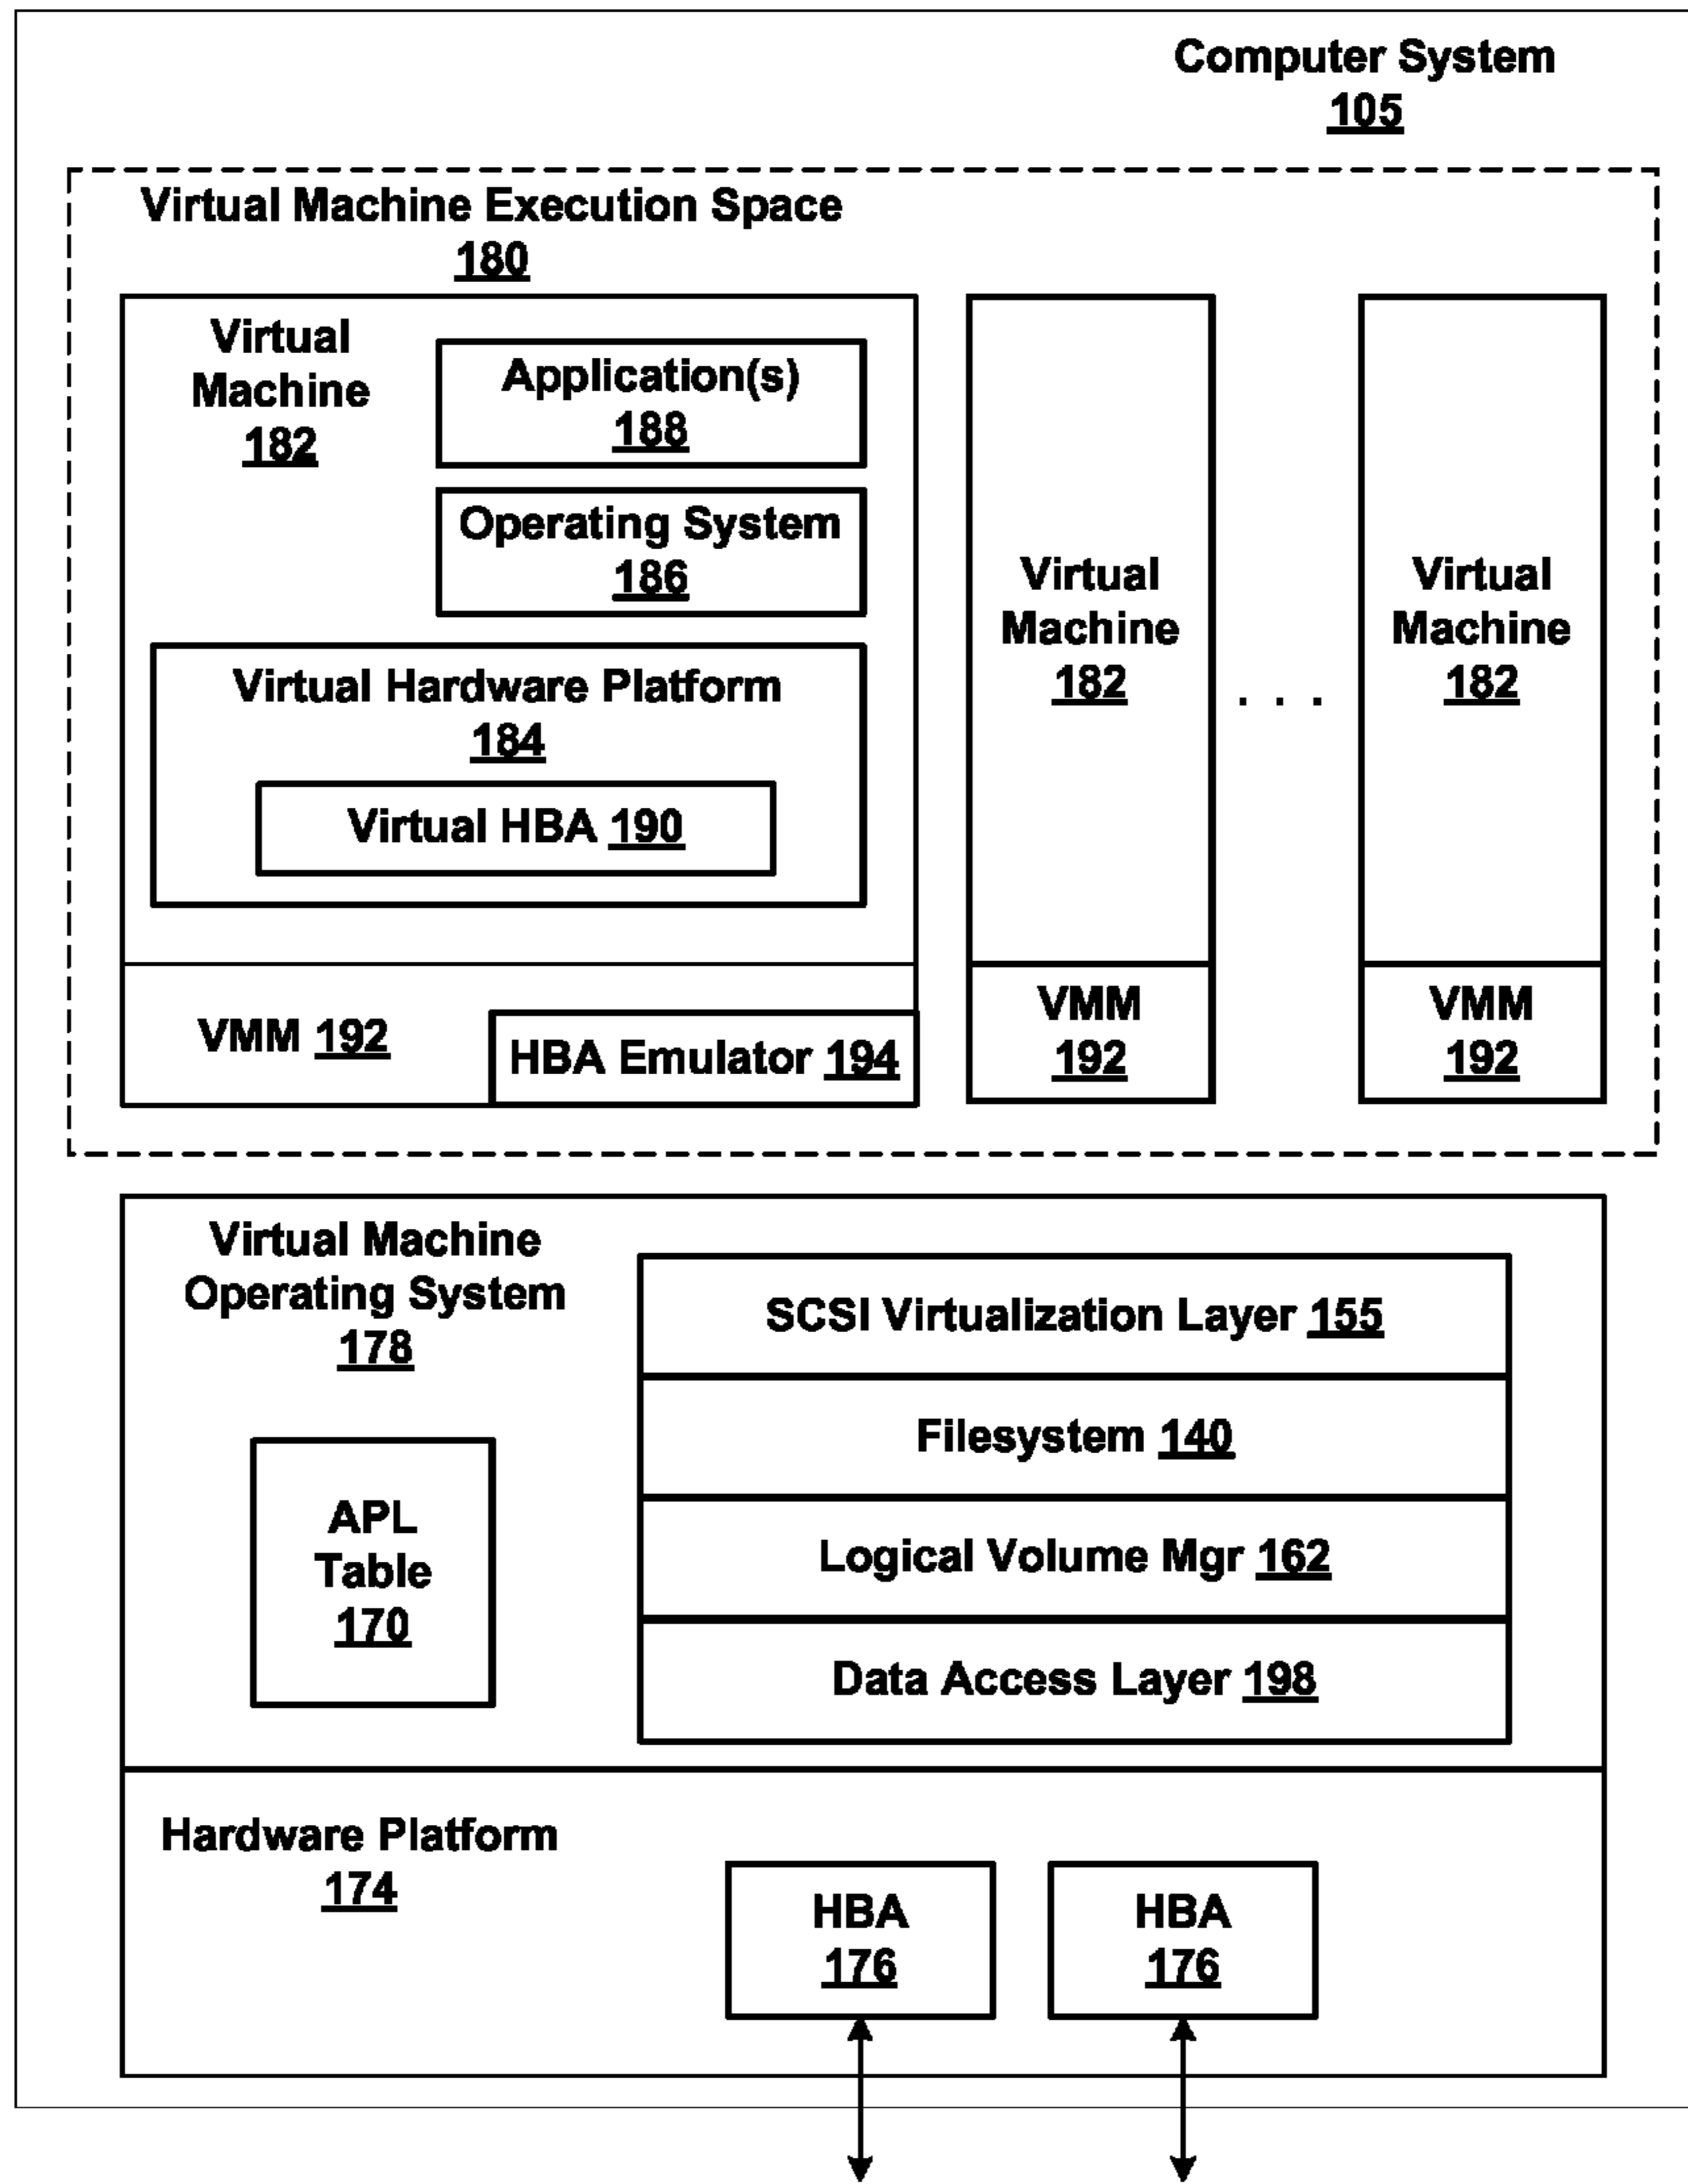 Computer System
105
Virtual Machine Execution Space
180
Virtual
Machine
182
Application(s)
188
Operating System
186
Virtual Hardware Platform
184
Virtual HBA 190
VMM 192
HBA Emulator 194
Virtual
Machine
182
VMM
192
. . .
Virtual
Machine
182
VMM
192
Virtual Machine
Operating System
178
APL
Table
170
SCSI Virtualization Layer 155
Filesystem 140
Logical Volume Mgr 162
Data Access Layer 198
Hardware Platform
174
HBA
176
HBA
176